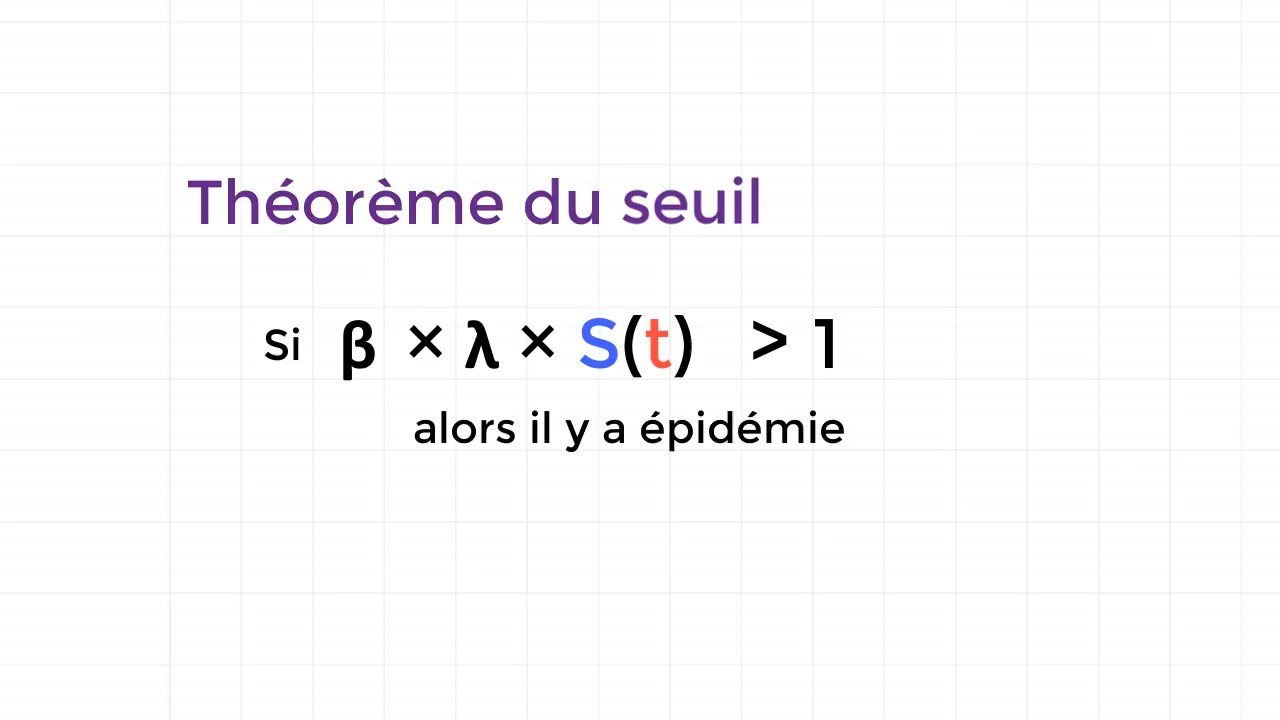 Théorème du seuil
Si β × λ × S(t) > 1
alors il y a épidémie